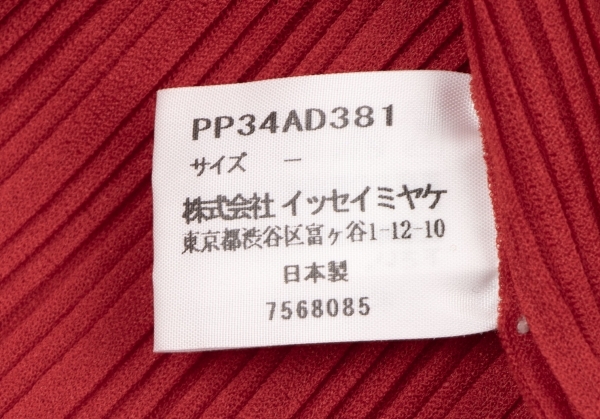 PP34AD381
サイズ －
株式会社 イッセイミヤケ
東京都渋谷区富ヶ谷1-12-10
日本製
7568085